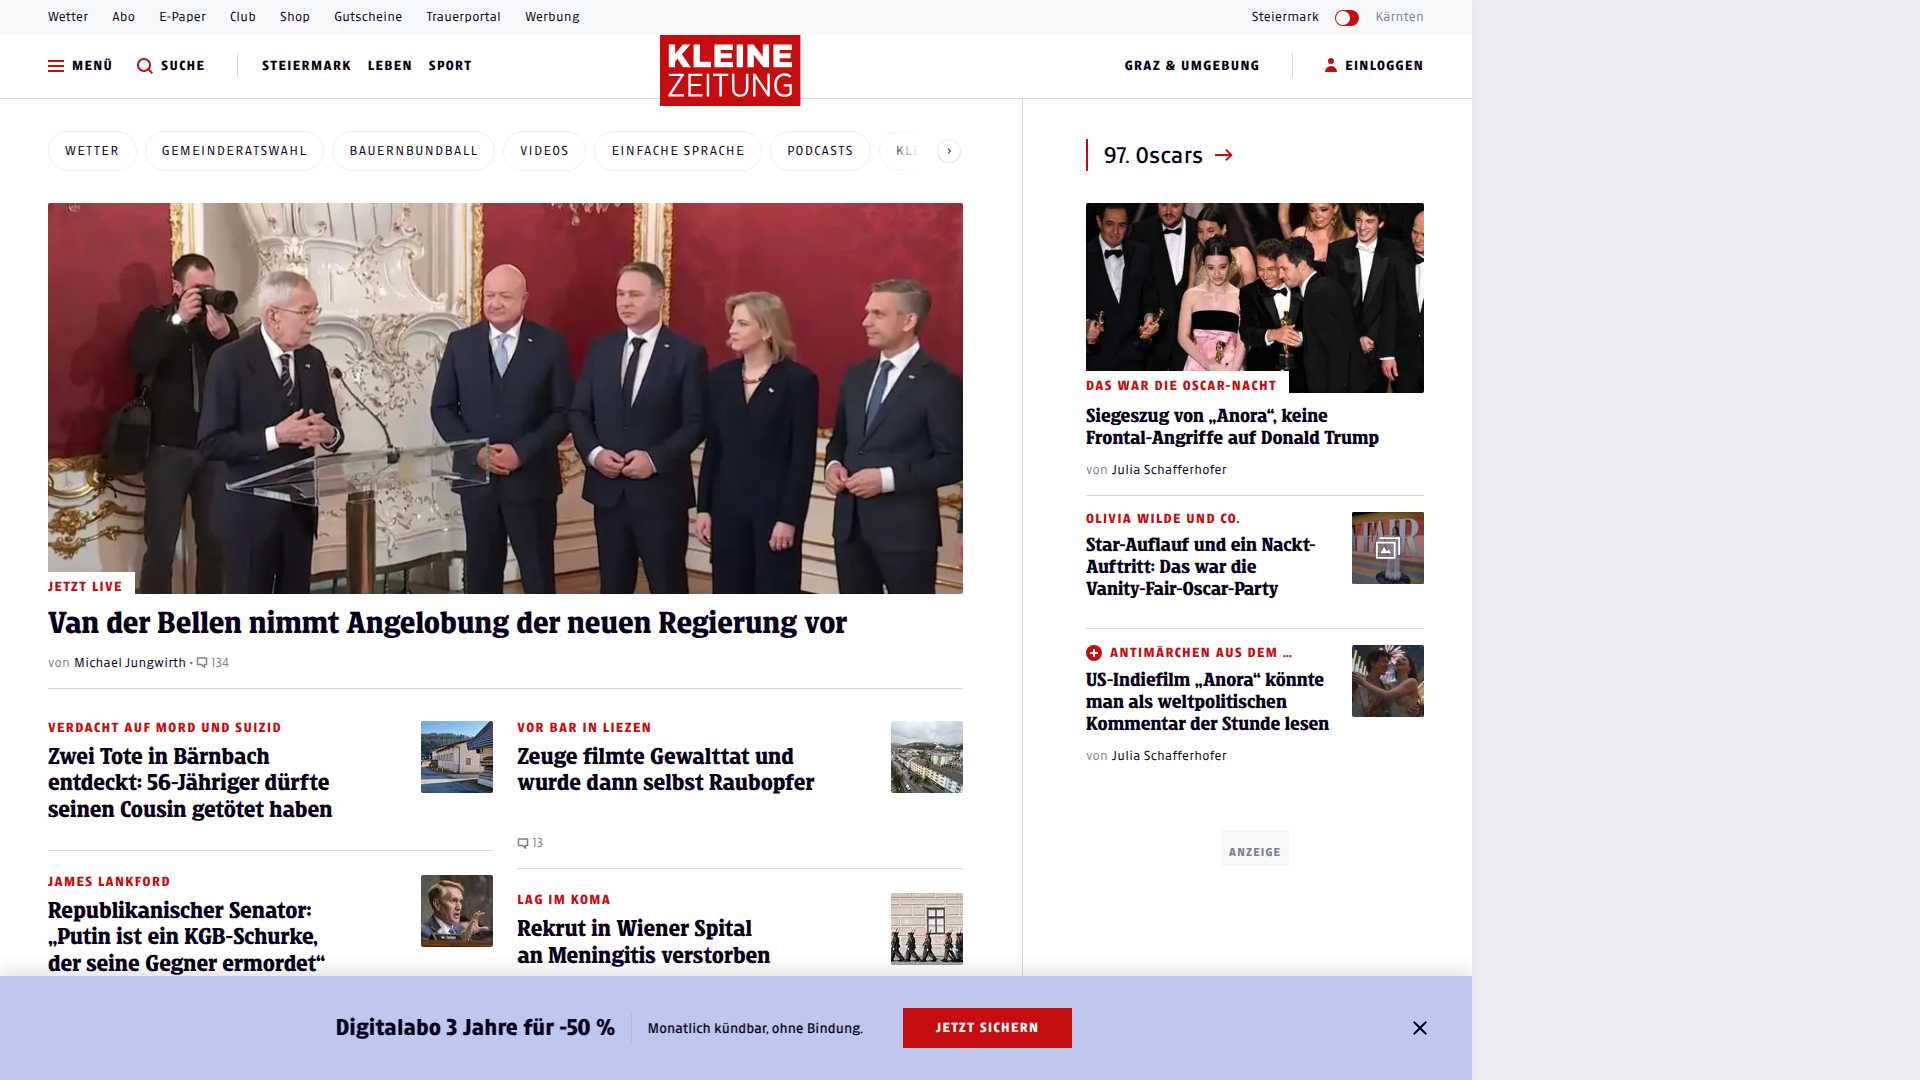 Wetter Abo E-Paper Club Shop Gutscheine Trauerportal Werbung Steiermark Kärnten
MENÜ SUCHE STEIERMARK LEBEN SPORT KLEINE ZEITUNG GRAZ & UMGEBUNG EINLOGGEN
WETTER GEMEINDERATSWAHL BAUERNBUNDBALL VIDEOS EINFACHE SPRACHE PODCASTS
JETZT LIVE
Van der Bellen nimmt Angelobung der neuen Regierung vor
von Michael Jungwirth • 134
VERDACHT AUF MORD UND SUIZID
Zwei Tote in Bärnbach
entdeckt: 56-Jähriger dürfte
seinen Cousin getötet haben
JAMES LANKFORD
Republikanischer Senator:
„Putin ist ein KGB-Schurke,
der seine Gegner ermordet“
VOR BAR IN LIEZEN
Zeuge filmte Gewalttat und
wurde dann selbst Raubopfer
13
LAG IM KOMA
Rekrut in Wiener Spital
an Meningitis verstorben
97. Oscars
DAS WAR DIE OSCAR-NACHT
Siegeszug von „Anora“, keine
Frontal-Angriffe auf Donald Trump
von Julia Schafferhofer
OLIVIA WILDE UND CO.
Star-Auflauf und ein Nackt-
Auftritt: Das war die
Vanity-Fair-Oscar-Party
FAIR
ANTIMÄRCHEN AUS DEM ...
US-Indiefilm „Anora“ könnte
man als weltpolitischen
Kommentar der Stunde lesen
von Julia Schafferhofer
ANZEIGE
Digitalabo 3 Jahre für -50 % Monatlich kündbar, ohne Bindung. JETZT SICHERN